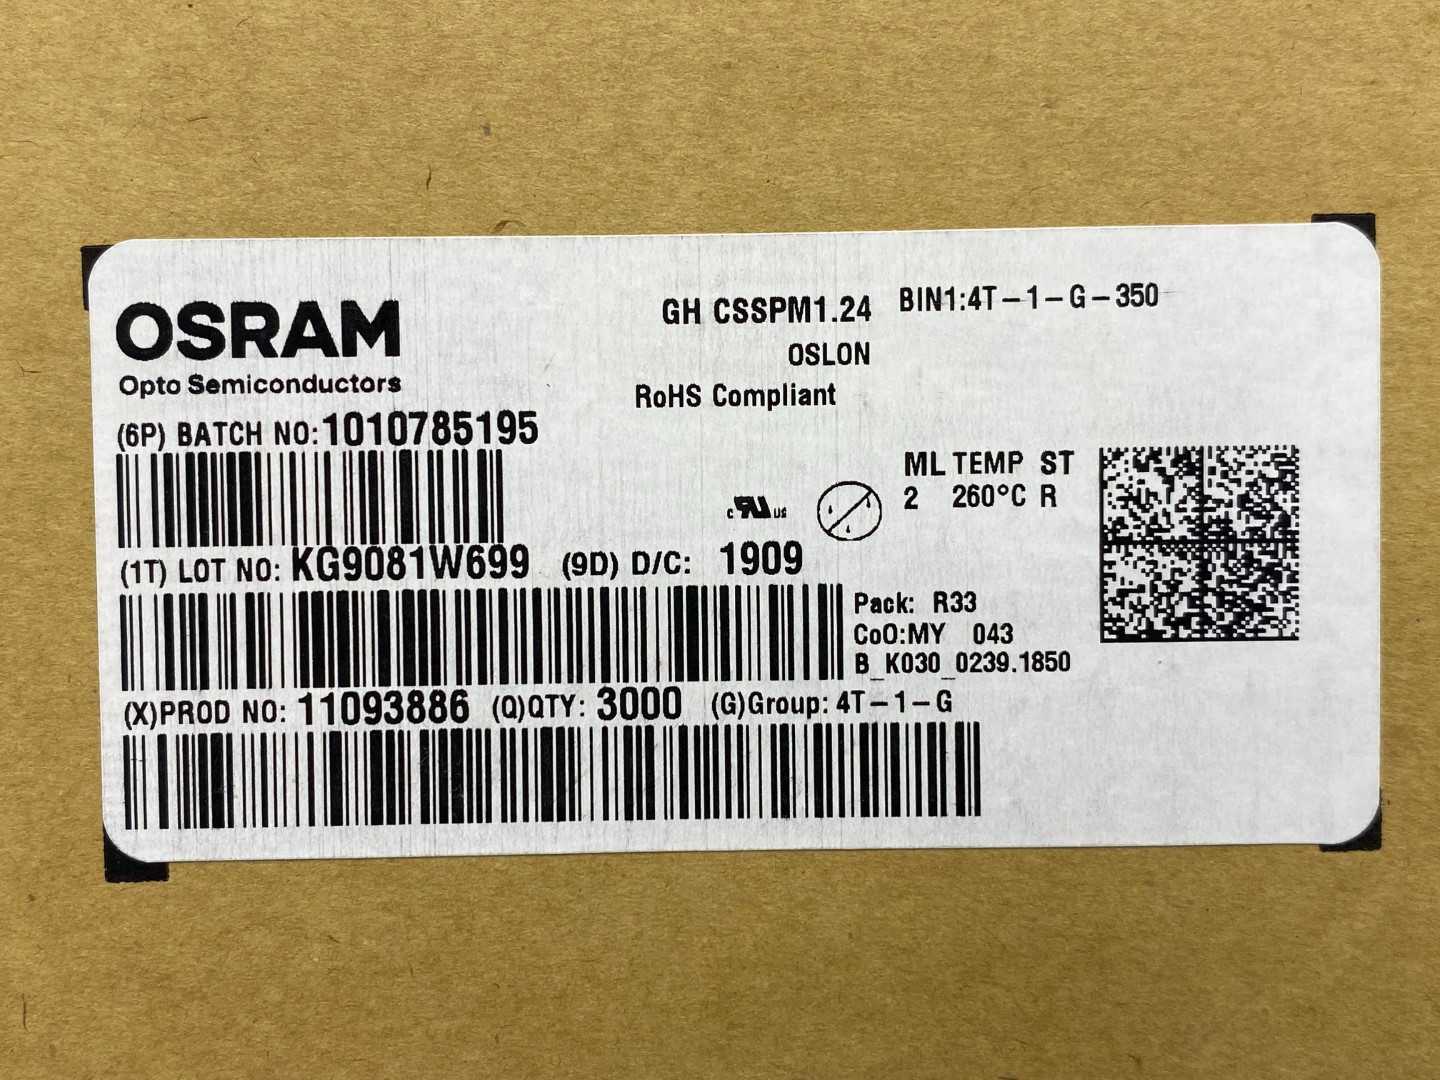 OSRAM
Opto Semiconductors
GH CSSPM1.24
BIN1:4T-1-G-350
OSLON
RoHS Compliant
(6P) BATCH NO:1010785195
ML TEMP ST
2 260°C R
c RU us
(1T) LOT NO: KG9081W699 (9D) D/C: 1909
Pack: R33
CoO:MY 043
B_K030_0239.1850
(X)PROD NO: 11093886 (Q)QTY: 3000 (G)Group: 4T-1-G